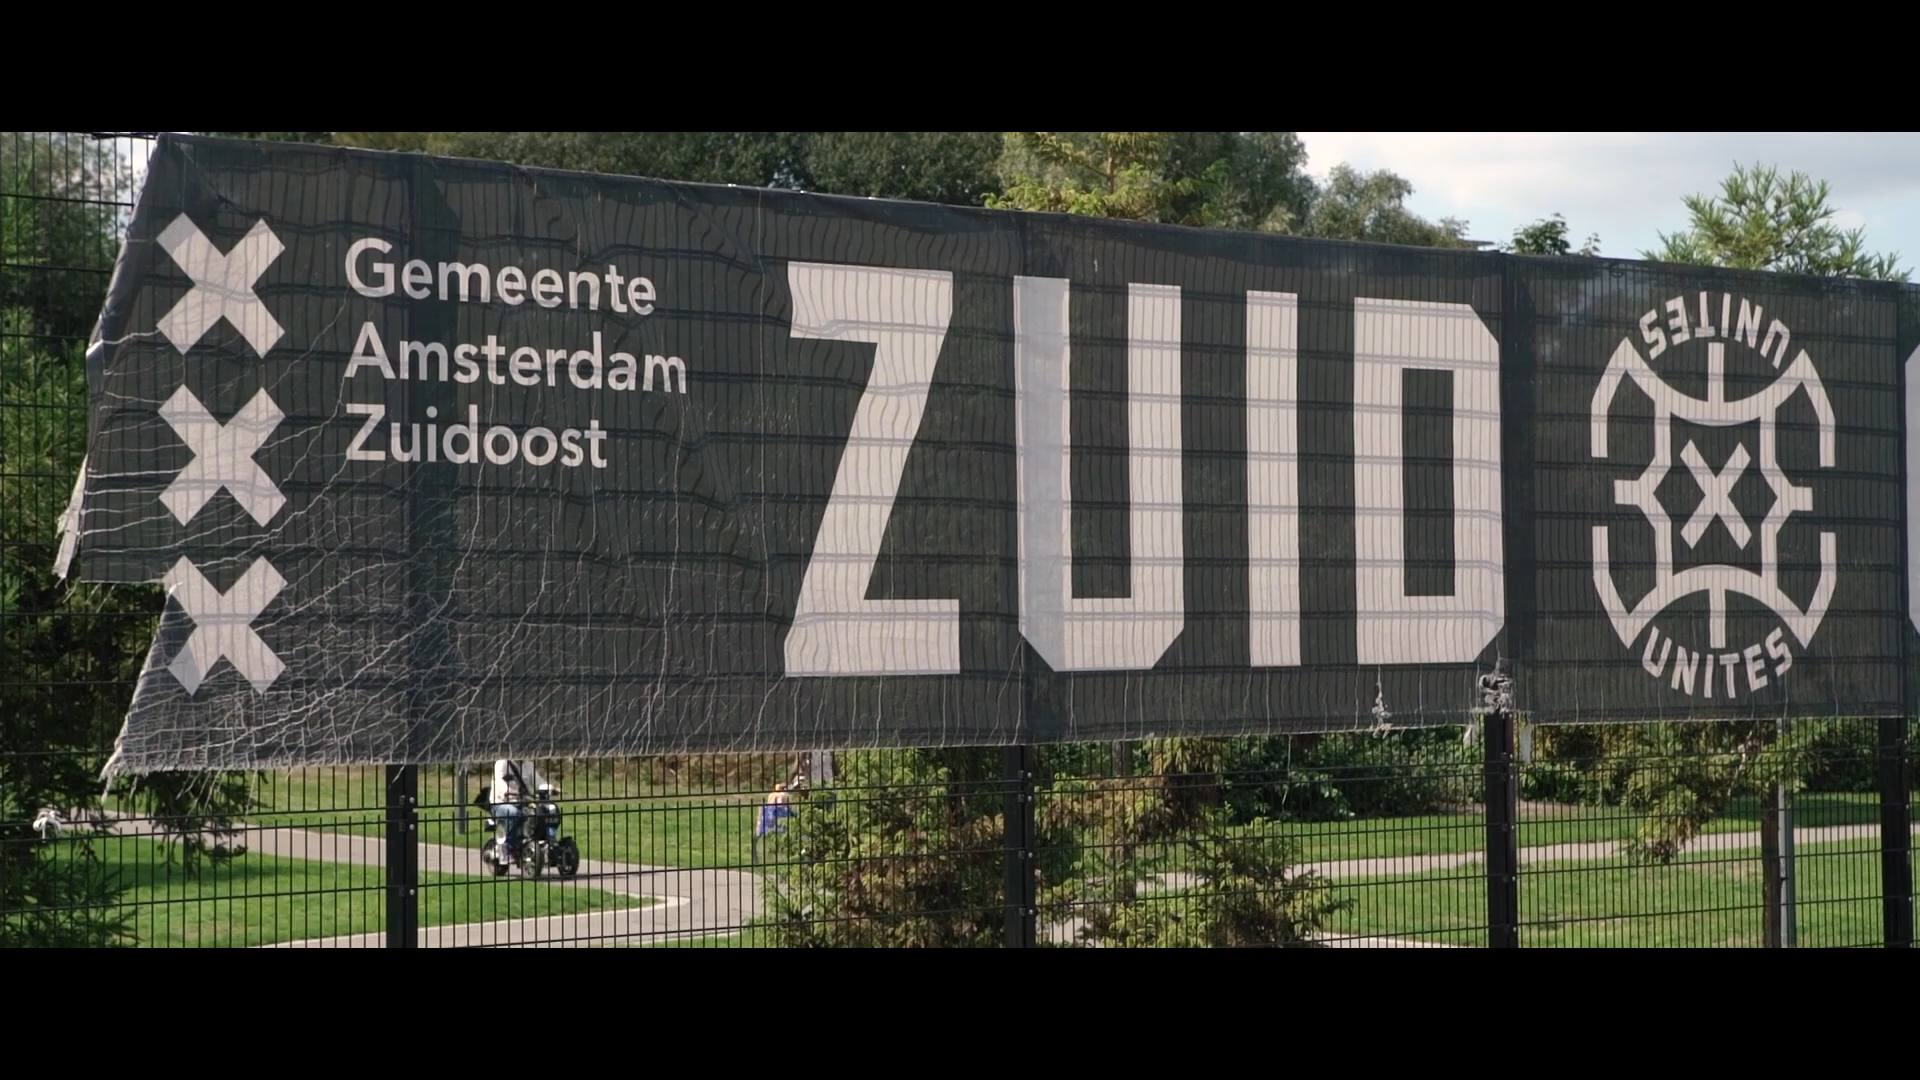 Gemeente
Amsterdam
Zuidoost
ZUID
UNITES
UNITES